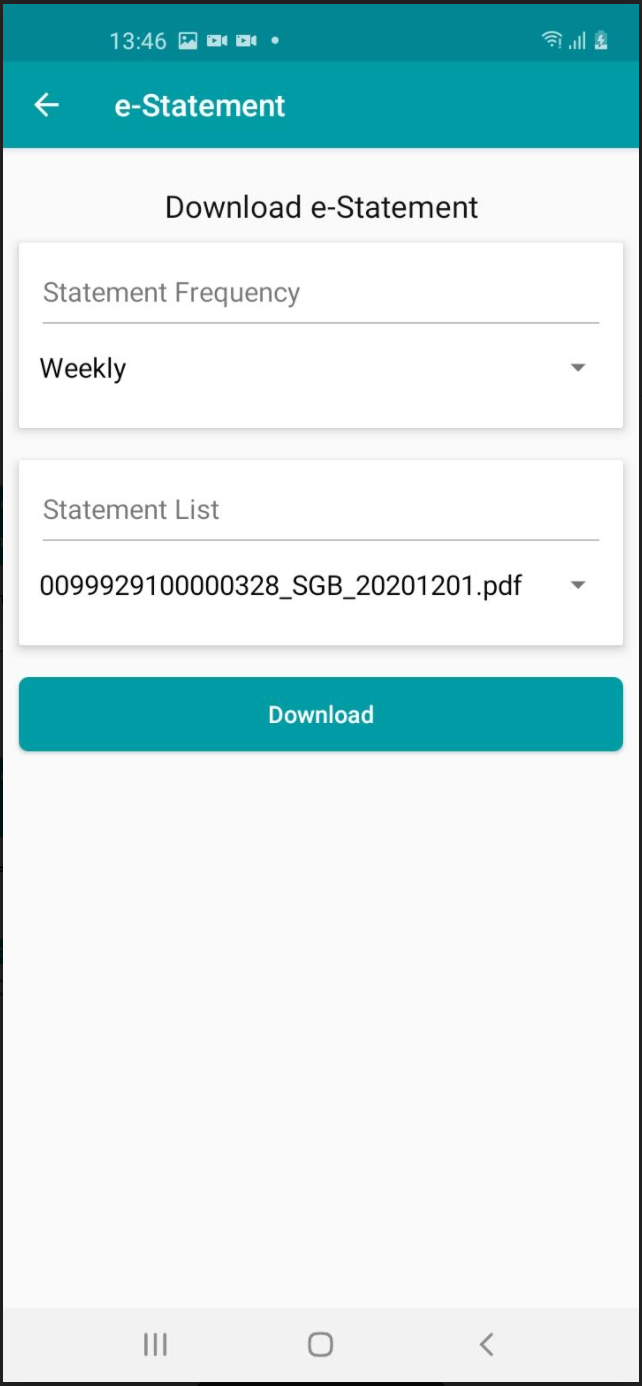 13:46
e-Statement
Download e-Statement
Statement Frequency
Weekly
Statement List
0099929100000328_SGB_20201201.pdf
Download